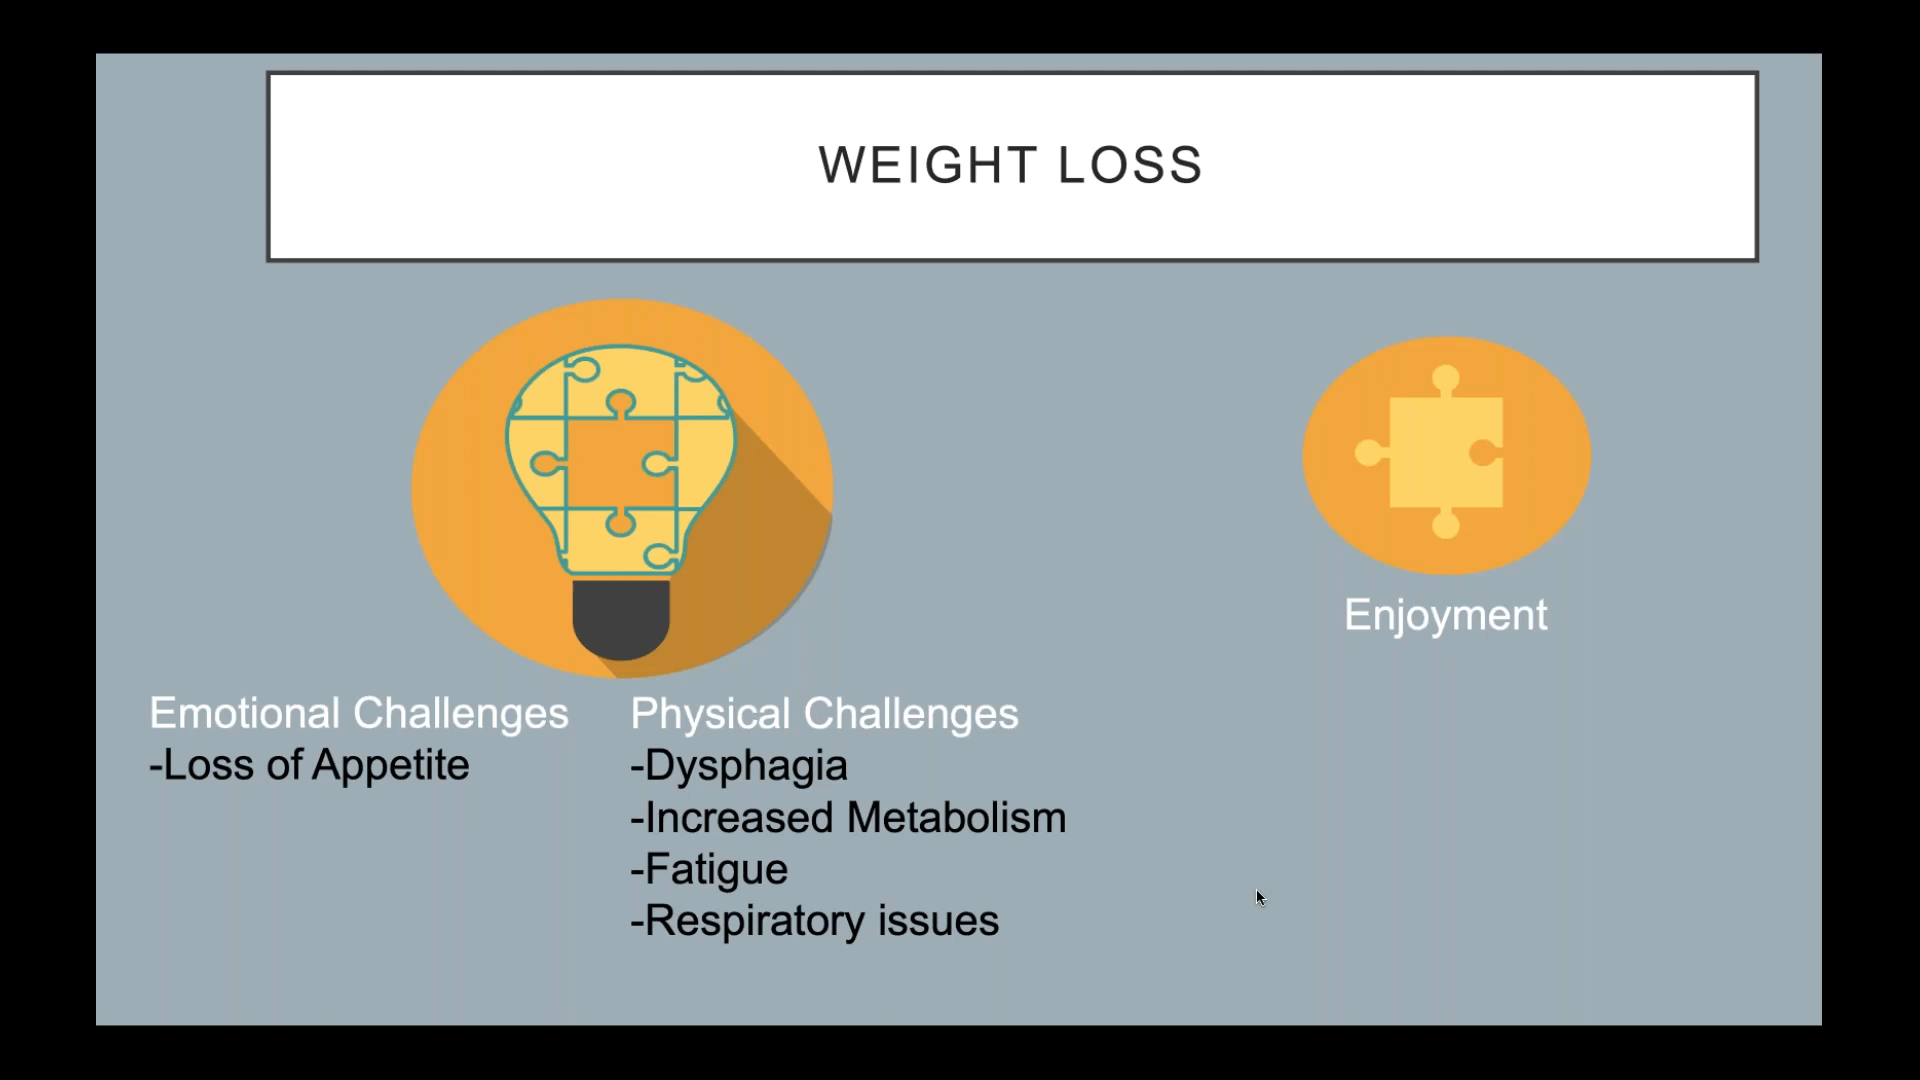 WEIGHT LOSS
Enjoyment
Emotional Challenges
-Loss of Appetite
Physical Challenges
-Dysphagia
-Increased Metabolism
-Fatigue
-Respiratory issues